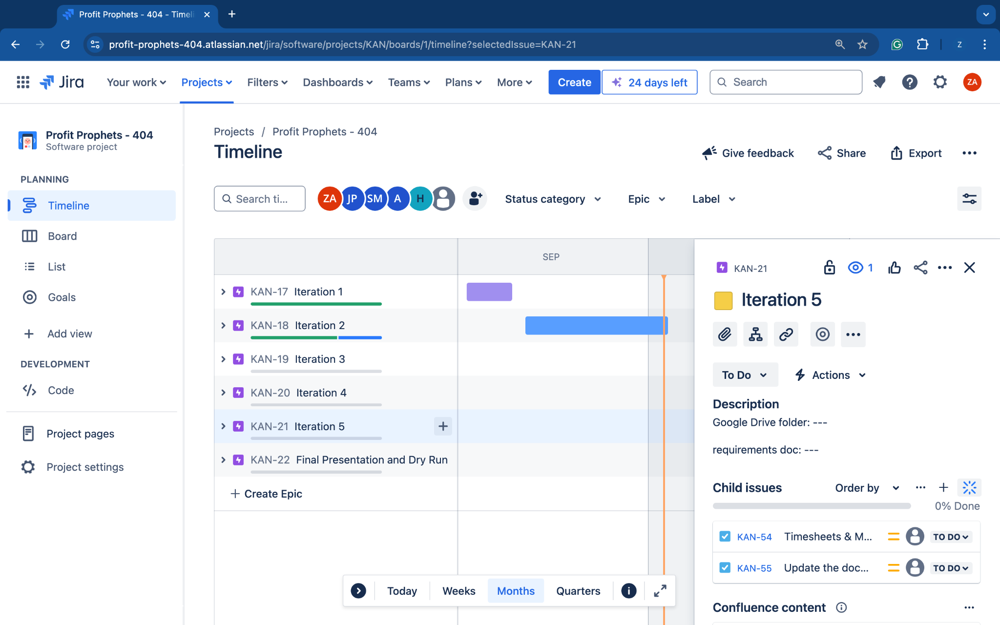 Profit Prophets - 404 - Timeli
profit-prophets-404.atlassian.net/jira/software/projects/KAN/boards/1/timeline?selectedIssue=KAN-21
Z
Jira
Your work
Projects
Filters
Dashboards
Teams
Plans
More
Create
24 days left
Search
ZA
Profit Prophets - 404
Software project
PLANNING
Timeline
Board
List
Goals
Add view
DEVELOPMENT
Code
Project pages
Project settings
Projects / Profit Prophets - 404
Timeline
Give feedback
Share
Export
Search ti...
ZA JP SM A H
Status category
Epic
Label
SEP
KAN-17 Iteration 1
KAN-18 Iteration 2
KAN-19 Iteration 3
KAN-20 Iteration 4
KAN-21 Iteration 5
KAN-22 Final Presentation and Dry Run
Create Epic
Today
Weeks
Months
Quarters
KAN-21
1
Iteration 5
To Do
Actions
Description
Google Drive folder: ---
requirements doc: ---
Child issues
Order by
0% Done
KAN-54 Timesheets & M... TO DO
KAN-55 Update the doc... TO DO
Confluence content